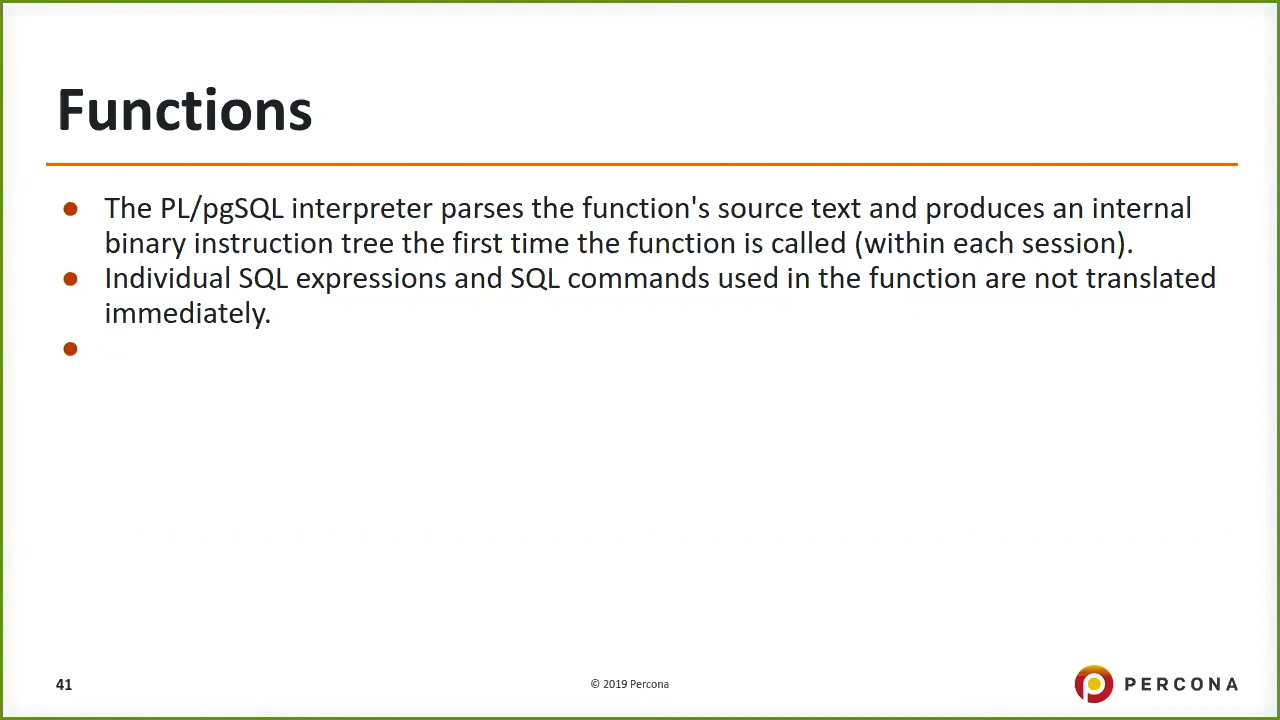 Functions
● The PL/pgSQL interpreter parses the function's source text and produces an internal
binary instruction tree the first time the function is called (within each session).
● Individual SQL expressions and SQL commands used in the function are not translated
immediately.
●
41
© 2019 Percona
PERCONA